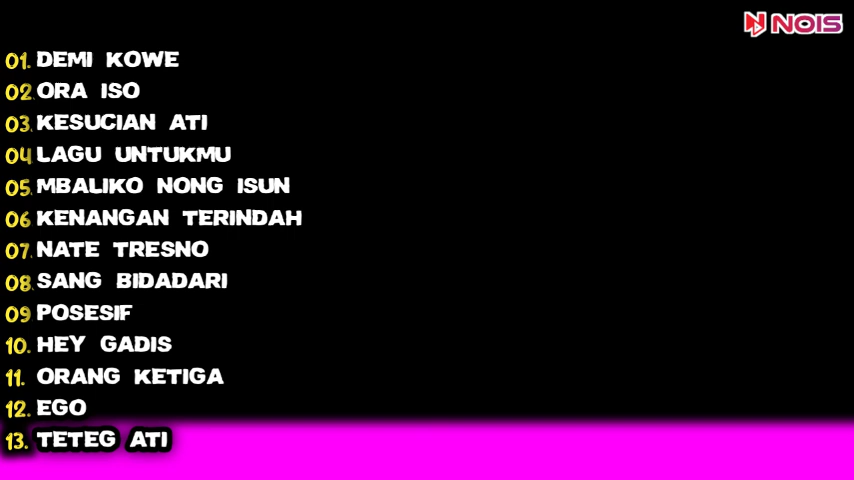 NOIS
01. DEMI KOWE
02. ORA ISO
03. KESUCIAN ATI
04 LAGU UNTUKMU
05. MBALIKO NONG ISUN
06 KENANGAN TERINDAH
07. NATE TRESNO
08. SANG BIDADARI
09 POSESIF
10. HEY GADIS
11. ORANG KETIGA
12. EGO
13. TETEG ATI